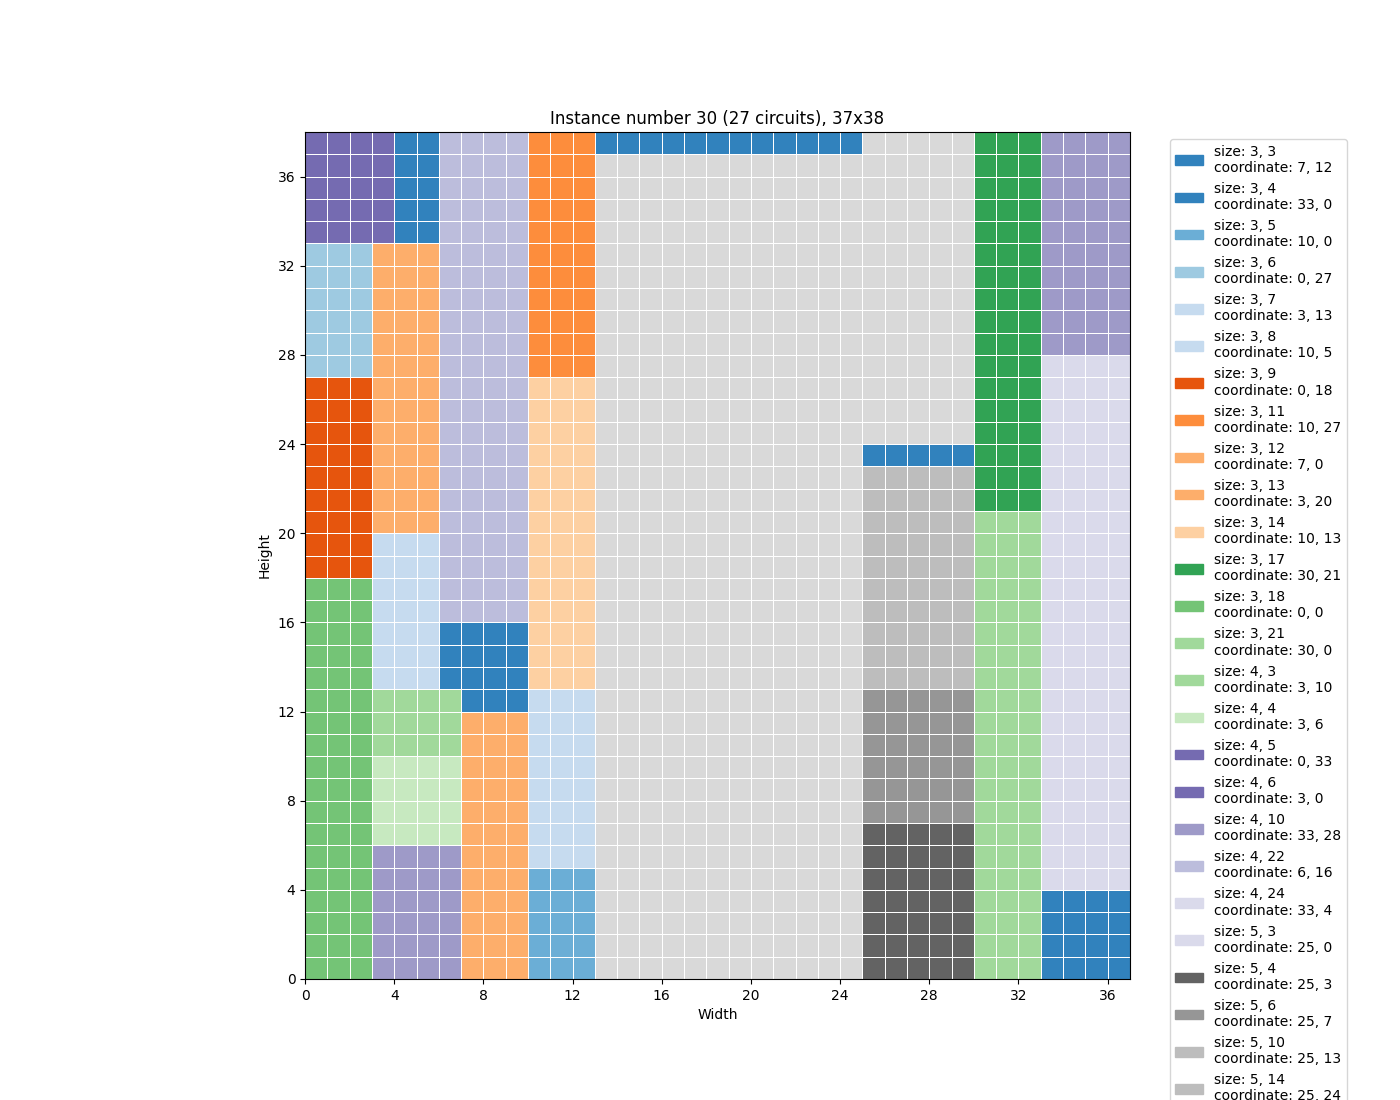 Instance number 30 (27 circuits), 37x38
36
32
28
24
20
16
12
8
4
0
Height
0 4 8 12 16 20 24 28 32 36
Width
size: 3, 3
coordinate: 7, 12
size: 3, 4
coordinate: 33, 0
size: 3, 5
coordinate: 10, 0
size: 3, 6
coordinate: 0, 27
size: 3, 7
coordinate: 3, 13
size: 3, 8
coordinate: 10, 5
size: 3, 9
coordinate: 0, 18
size: 3, 11
coordinate: 10, 27
size: 3, 12
coordinate: 7, 0
size: 3, 13
coordinate: 3, 20
size: 3, 14
coordinate: 10, 13
size: 3, 17
coordinate: 30, 21
size: 3, 18
coordinate: 0, 0
size: 3, 21
coordinate: 30, 0
size: 4, 3
coordinate: 3, 10
size: 4, 4
coordinate: 3, 6
size: 4, 5
coordinate: 0, 33
size: 4, 6
coordinate: 3, 0
size: 4, 10
coordinate: 33, 28
size: 4, 22
coordinate: 6, 16
size: 4, 24
coordinate: 33, 4
size: 5, 3
coordinate: 25, 0
size: 5, 4
coordinate: 25, 3
size: 5, 6
coordinate: 25, 7
size: 5, 10
coordinate: 25, 13
size: 5, 14
coordinate: 25, 24